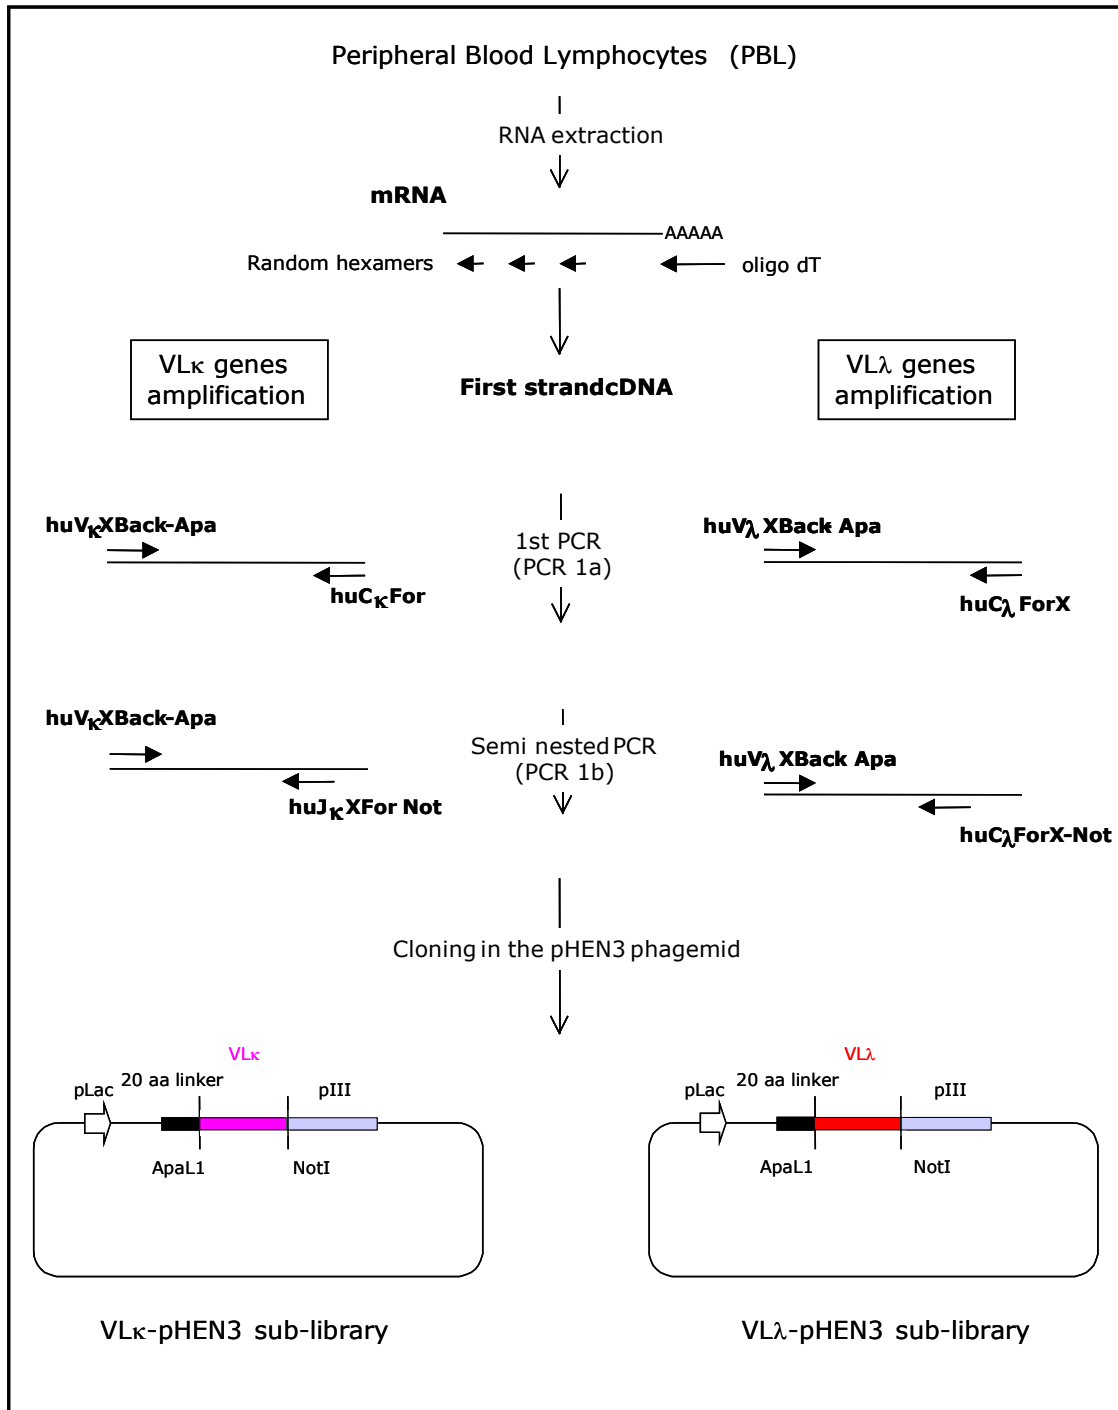 Peripheral Blood Lymphocytes (PBL)
RNA extraction
mRNA
AAAAA
Random hexamers
oligo dT
VLκ genes
amplification
First strandcDNA
VLλ genes
amplification
huVκXBack-Apa
huCκFor
1st PCR
(PCR 1a)
huVλ XBack Apa
huCλ ForX
huVκXBack-Apa
huJκXFor Not
Semi nested PCR
(PCR 1b)
huVλ XBack Apa
huCλForX-Not
Cloning in the pHEN3 phagemid
VLκ
pLac
20 aa linker
pIII
ApaL1
NotI
VLκ-pHEN3 sub-library
VLλ
pLac
20 aa linker
pIII
ApaL1
NotI
VLλ-pHEN3 sub-library